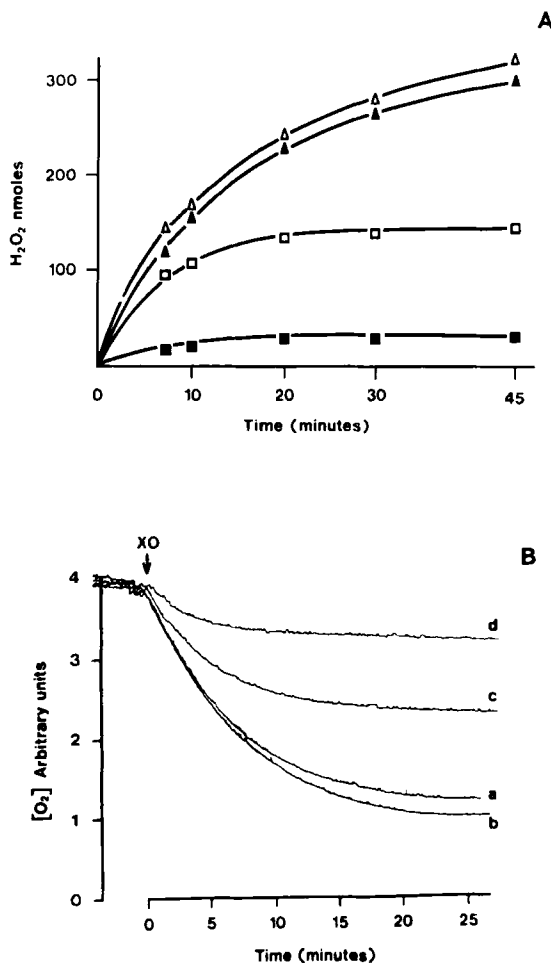 A
H₂O₂ nmoles
300
200
100
0 10 20 30 45
Time (minutes)
B
XO
[O₂] Arbitrary units
4
3
2
1
0
d
c
a
b
0 5 10 15 20 25
Time (minutes)